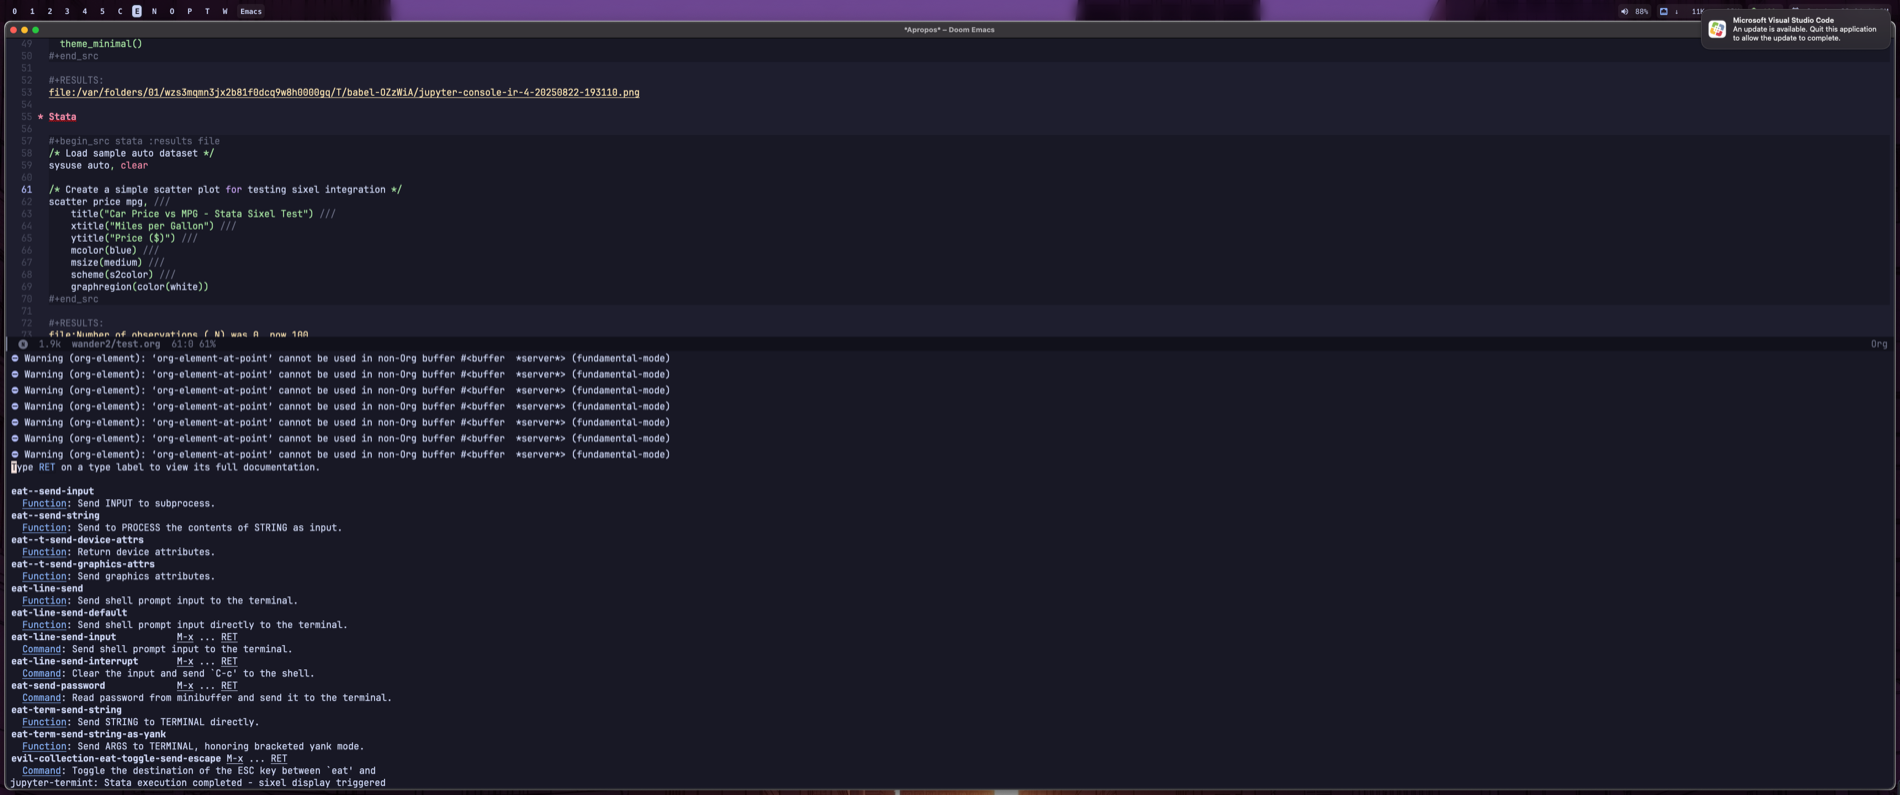 0 1 2 3 4 5 C E N O P T W Emacs
88% ↓ 11K
*Apropos* – Doom Emacs
Microsoft Visual Studio Code
An update is available. Quit this application
to allow the update to complete.
49 theme_minimal()
50 #+end_src
51
52 #+RESULTS:
53 file:/var/folders/01/wzs3mqmn3jx2b81f0dcq9w8h0000gq/T/babel-OZzWiA/jupyter-console-ir-4-20250822-193110.png
54
55 * Stata
56
57 #+begin_src stata :results file
58 /* Load sample auto dataset */
59 sysuse auto, clear
60
61 /* Create a simple scatter plot for testing sixel integration */
62 scatter price mpg, ///
63 title("Car Price vs MPG - Stata Sixel Test") ///
64 xtitle("Miles per Gallon") ///
65 ytitle("Price ($)") ///
66 mcolor(blue) ///
67 msize(medium) ///
68 scheme(s2color) ///
69 graphregion(color(white))
70 #+end_src
71
72 #+RESULTS:
73 file:Number of observations (_N) was 0, now 100
1.9k wander2/test.org 61:0 61% Org
Warning (org-element): ‘org-element-at-point’ cannot be used in non-Org buffer #<buffer  *server*> (fundamental-mode)
Warning (org-element): ‘org-element-at-point’ cannot be used in non-Org buffer #<buffer  *server*> (fundamental-mode)
Warning (org-element): ‘org-element-at-point’ cannot be used in non-Org buffer #<buffer  *server*> (fundamental-mode)
Warning (org-element): ‘org-element-at-point’ cannot be used in non-Org buffer #<buffer  *server*> (fundamental-mode)
Warning (org-element): ‘org-element-at-point’ cannot be used in non-Org buffer #<buffer  *server*> (fundamental-mode)
Warning (org-element): ‘org-element-at-point’ cannot be used in non-Org buffer #<buffer  *server*> (fundamental-mode)
Warning (org-element): ‘org-element-at-point’ cannot be used in non-Org buffer #<buffer  *server*> (fundamental-mode)
Type RET on a type label to view its full documentation.

eat--send-input
Function: Send INPUT to subprocess.
eat--send-string
Function: Send to PROCESS the contents of STRING as input.
eat--t-send-device-attrs
Function: Return device attributes.
eat--t-send-graphics-attrs
Function: Send graphics attributes.
eat-line-send
Function: Send shell prompt input to the terminal.
eat-line-send-default
Function: Send shell prompt input directly to the terminal.
eat-line-send-input M-x ... RET
Command: Send shell prompt input to the terminal.
eat-line-send-interrupt M-x ... RET
Command: Clear the input and send `C-c' to the shell.
eat-send-password M-x ... RET
Command: Read password from minibuffer and send it to the terminal.
eat-term-send-string
Function: Send STRING to TERMINAL directly.
eat-term-send-string-as-yank
Function: Send ARGS to TERMINAL, honoring bracketed yank mode.
evil-collection-eat-toggle-send-escape M-x ... RET
Command: Toggle the destination of the ESC key between `eat' and
jupyter-termint: Stata execution completed - sixel display triggered